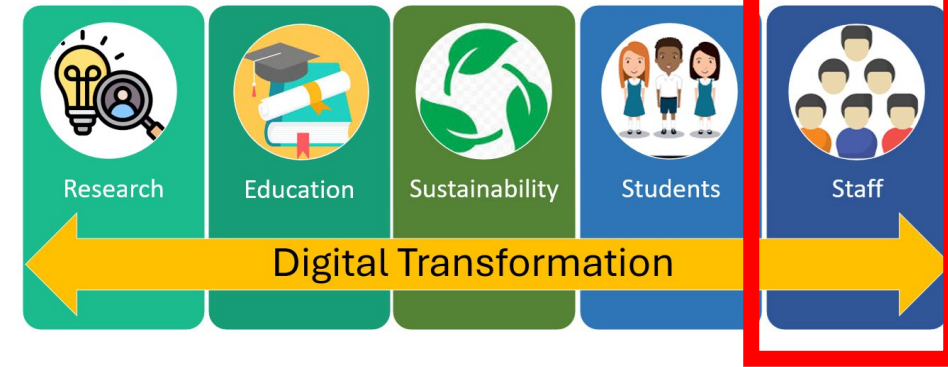 Research
Education
Sustainability
Students
Staff
Digital Transformation